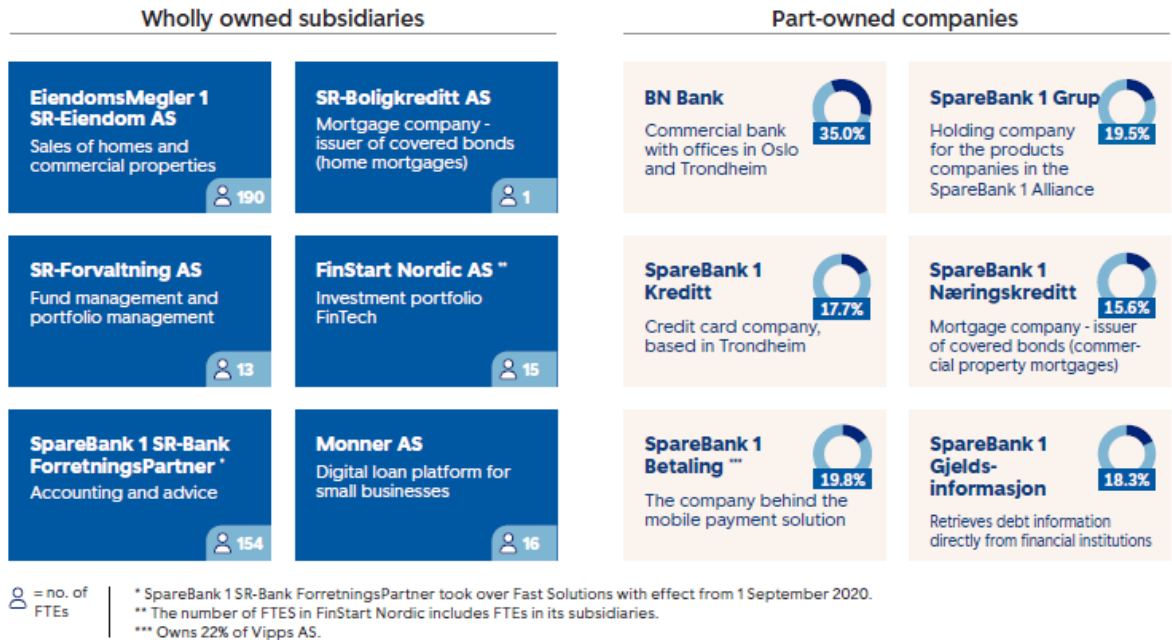 Wholly owned subsidiaries
EiendomsMegler 1
SR-Eiendom AS
Sales of homes and
commercial properties
190
SR-Boligkreditt AS
Mortgage company -
issuer of covered bonds
(home mortgages)
1
SR-Forvaltning AS
Fund management and
portfolio management
13
FinStart Nordic AS **
Investment portfolio
FinTech
15
SpareBank 1 SR-Bank
ForretningsPartner *
Accounting and advice
154
Monner AS
Digital loan platform for
small businesses
16
Part-owned companies
BN Bank
35.0%
Commercial bank
with offices in Oslo
and Trondheim
SpareBank 1 Grup
19.5%
Holding company
for the products
companies in the
SpareBank 1 Alliance
SpareBank 1
Kreditt
17.7%
Credit card company,
based in Trondheim
SpareBank 1
Næringskreditt
15.6%
Mortgage company - issuer
of covered bonds (commer-
cial property mortgages)
SpareBank 1
Betaling ***
19.8%
The company behind the
mobile payment solution
SpareBank 1
Gjelds-
informasjon
18.3%
Retrieves debt information
directly from financial institutions
= no. of
FTEs
* SpareBank 1 SR-Bank ForretningsPartner took over Fast Solutions with effect from 1 September 2020.
** The number of FTES in FinStart Nordic includes FTEs in its subsidiaries.
*** Owns 22% of Vipps AS.